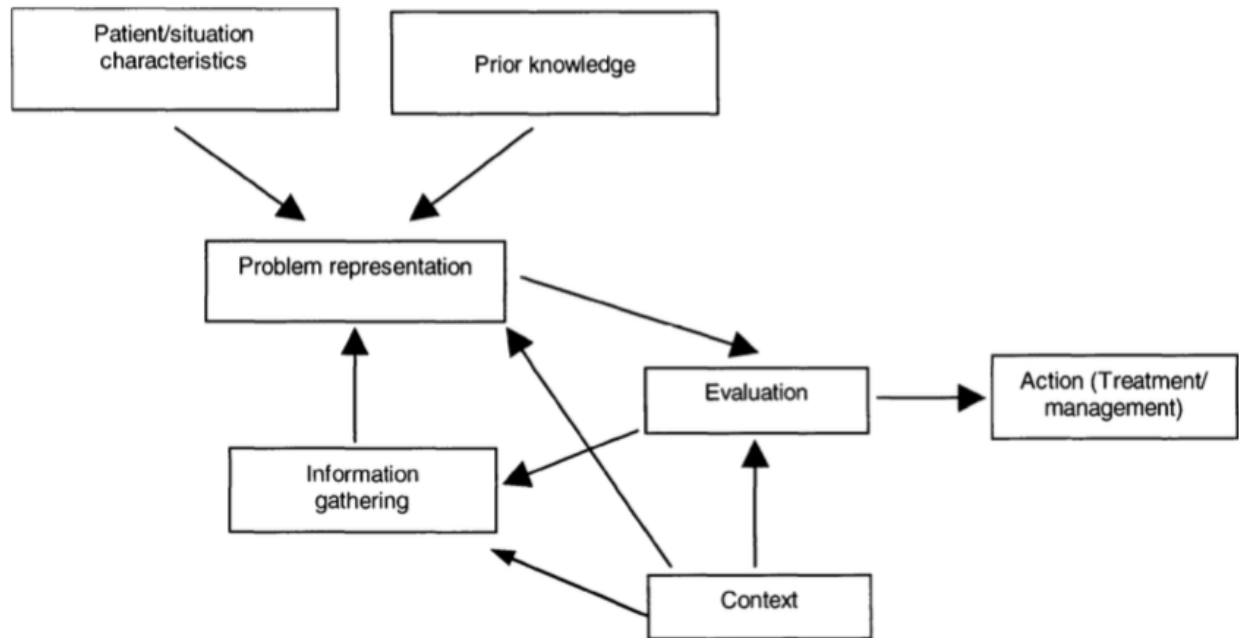 Patient/situation
characteristics
Prior knowledge
Problem representation
Evaluation
Action (Treatment/
management)
Information
gathering
Context